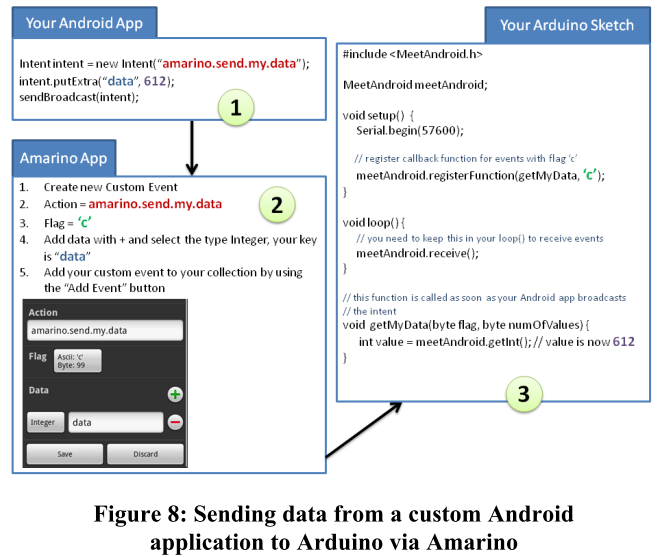 Your Android App
Intent intent = new Intent("amarino.send.my.data");
intent.putExtra("data", 612);
sendBroadcast(intent);
1
Amarino App
1. Create new Custom Event
2. Action = amarino.send.my.data
3. Flag = 'c'
4. Add data with + and select the type Integer, your key
is "data"
5. Add your custom event to your collection by using
the "Add Event" button
2
Action
amarino.send.my.data
Flag
Ascii: 'c'
Byte: 99
Data
Integer
data
Save
Discard
Your Arduino Sketch
#include <MeetAndroid.h>
MeetAndroid meetAndroid;
void setup() {
Serial.begin(57600);
// register callback function for events with flag 'c'
meetAndroid.registerFunction(getMyData, 'c');
}
void loop(){
// you need to keep this in your loop() to receive events
meetAndroid.receive();
}
// this function is called as soon as your Android app broadcasts
// the intent
void getMyData(byte flag, byte numOfValues){
int value = meetAndroid.getInt(); // value is now 612
}
3
Figure 8: Sending data from a custom Android
application to Arduino via Amarino